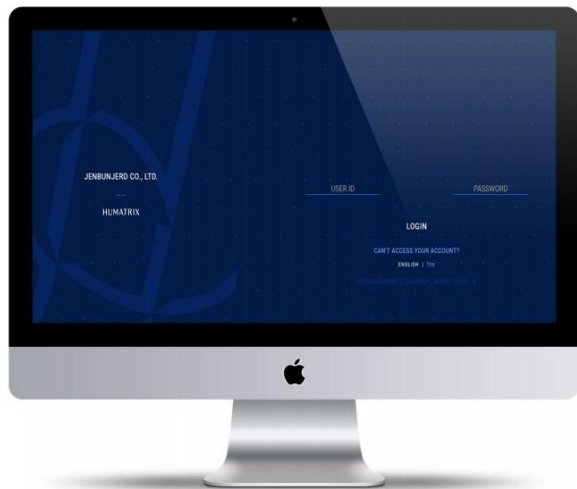 JENBUNJERD CO., LTD.
HUMATRIX
USER ID
PASSWORD
LOGIN
CAN'T ACCESS YOUR ACCOUNT?
ENGLISH | ไทย